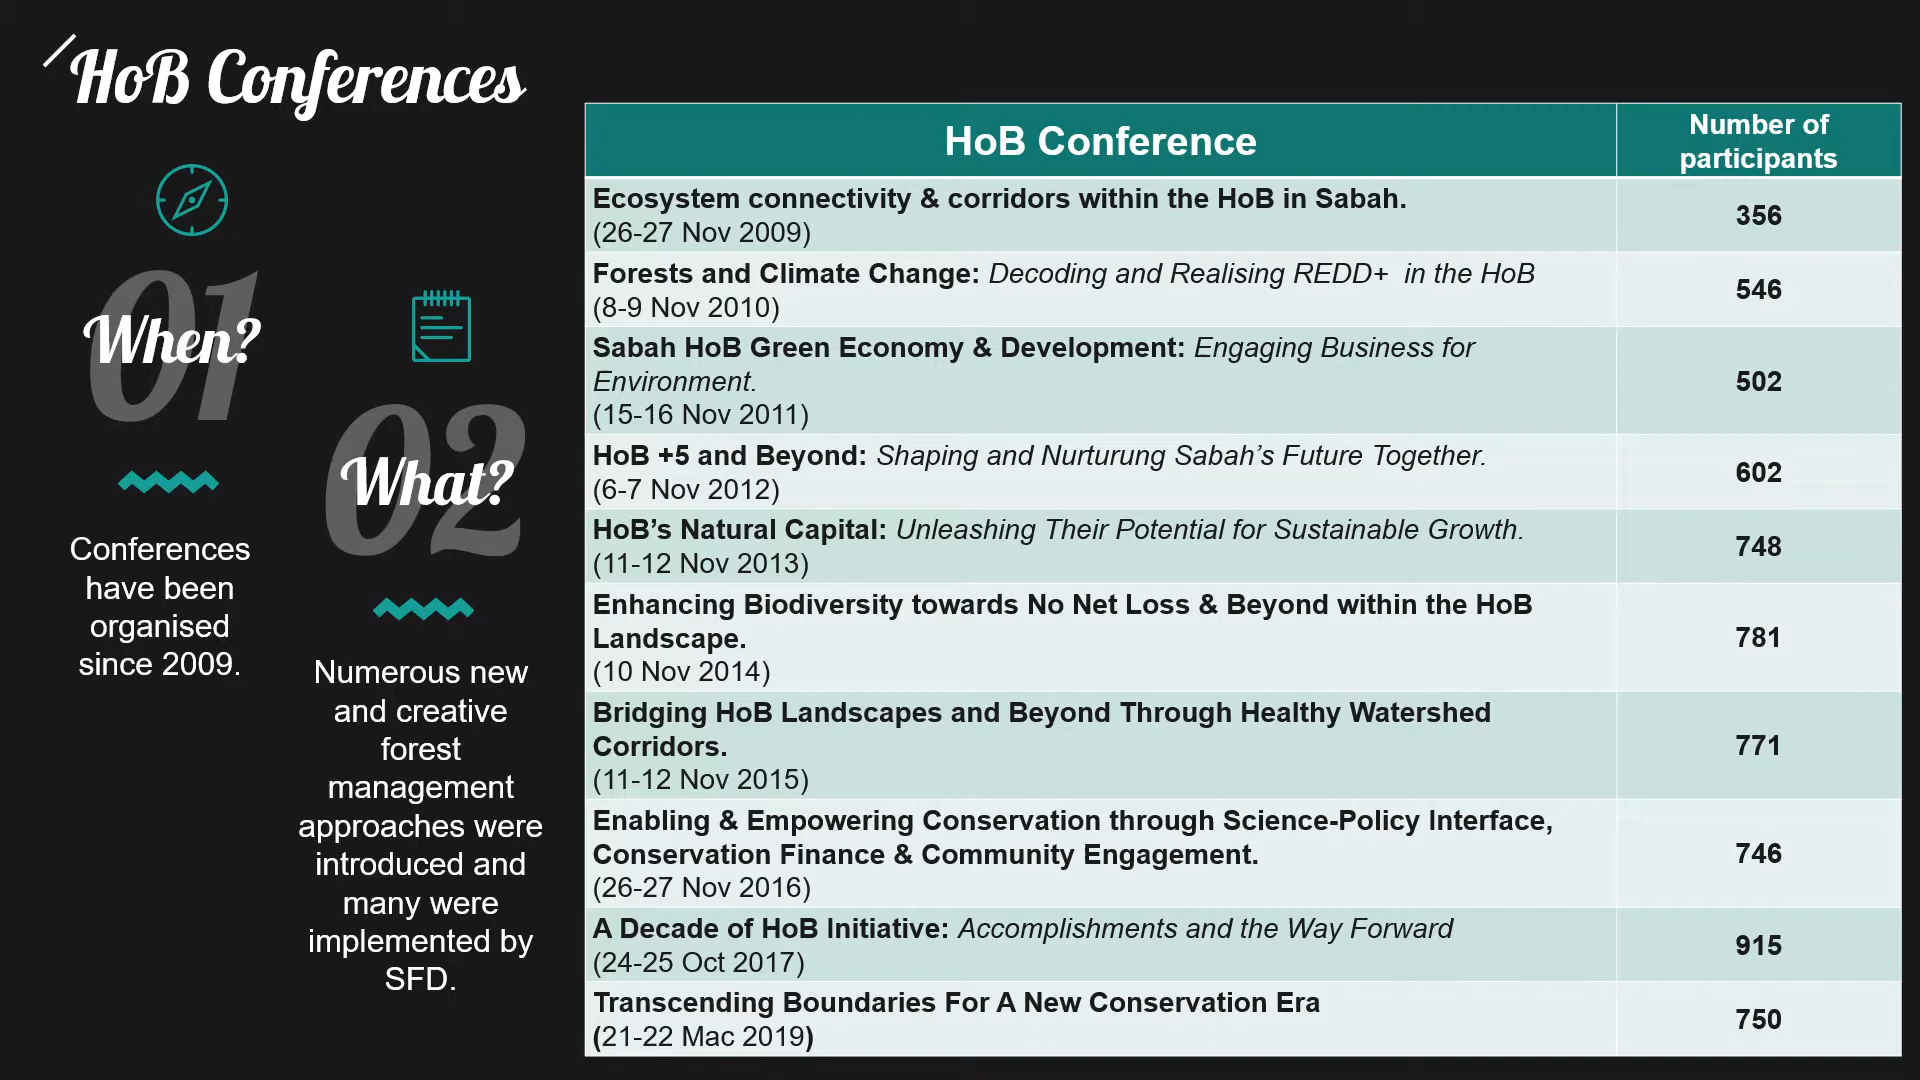 HoB Conferences
01
When?
Conferences
have been
organised
since 2009.
02
What?
Numerous new
and creative
forest
management
approaches were
introduced and
many were
implemented by
SFD.
HoB Conference
Number of
participants
Ecosystem connectivity & corridors within the HoB in Sabah.
(26-27 Nov 2009)
356
Forests and Climate Change: Decoding and Realising REDD+  in the HoB
(8-9 Nov 2010)
546
Sabah HoB Green Economy & Development: Engaging Business for
Environment.
(15-16 Nov 2011)
502
HoB +5 and Beyond: Shaping and Nurturung Sabah’s Future Together.
(6-7 Nov 2012)
602
HoB’s Natural Capital: Unleashing Their Potential for Sustainable Growth.
(11-12 Nov 2013)
748
Enhancing Biodiversity towards No Net Loss & Beyond within the HoB
Landscape.
(10 Nov 2014)
781
Bridging HoB Landscapes and Beyond Through Healthy Watershed
Corridors.
(11-12 Nov 2015)
771
Enabling & Empowering Conservation through Science-Policy Interface,
Conservation Finance & Community Engagement.
(26-27 Nov 2016)
746
A Decade of HoB Initiative: Accomplishments and the Way Forward
(24-25 Oct 2017)
915
Transcending Boundaries For A New Conservation Era
(21-22 Mac 2019)
750